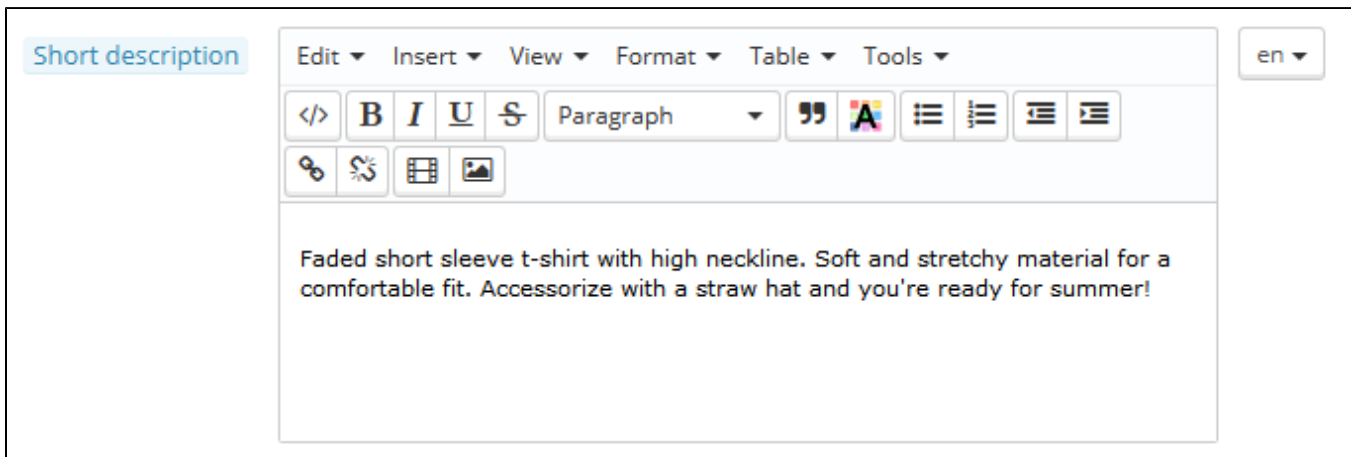 Short description
Edit Insert View Format Table Tools
en
</> B I U S Paragraph ” A
Faded short sleeve t-shirt with high neckline. Soft and stretchy material for a
comfortable fit. Accessorize with a straw hat and you're ready for summer!